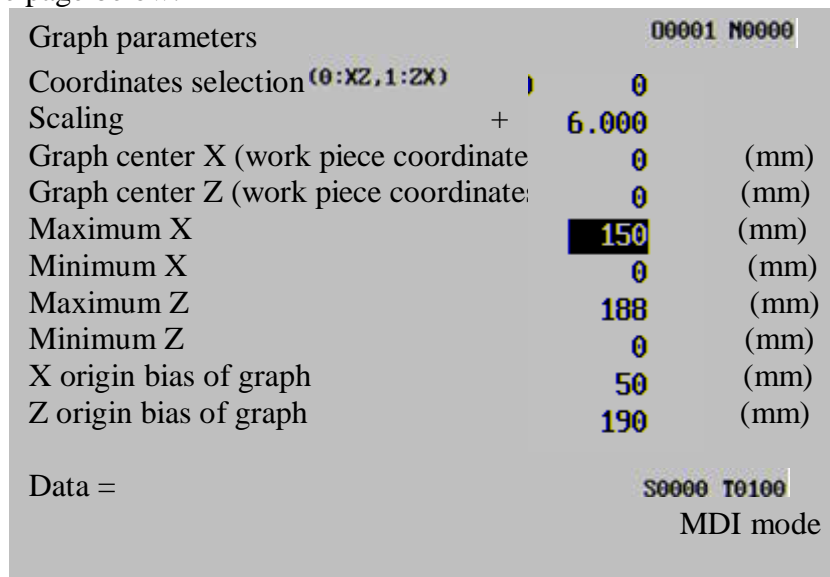 Graph parameters O0001 N0000
Coordinates selection (0:XZ,1:ZX) 0
Scaling + 6.000
Graph center X (work piece coordinate 0 (mm)
Graph center Z (work piece coordinate 0 (mm)
Maximum X 150 (mm)
Minimum X 0 (mm)
Maximum Z 188 (mm)
Minimum Z 0 (mm)
X origin bias of graph 50 (mm)
Z origin bias of graph 190 (mm)
Data = S0000 T0100
MDI mode